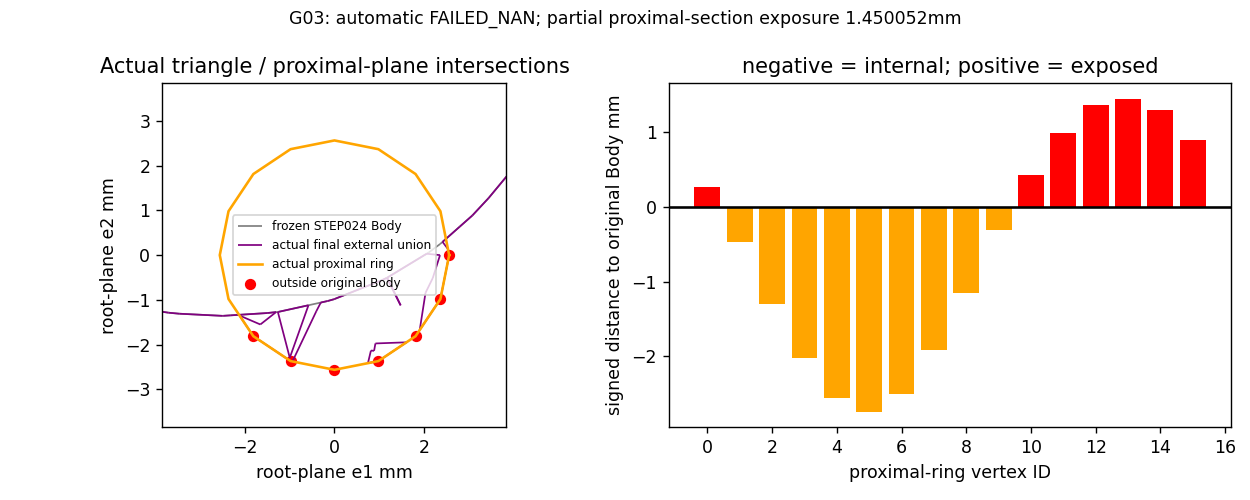 G03: automatic FAILED_NAN; partial proximal-section exposure 1.450052mm
Actual triangle / proximal-plane intersections
root-plane e2 mm
3
2
1
0
−1
−2
−3
frozen STEP024 Body
actual final external union
actual proximal ring
outside original Body
−2
0
2
root-plane e1 mm
negative = internal; positive = exposed
signed distance to original Body mm
1
0
−1
−2
0
2
4
6
8
10
12
14
16
proximal-ring vertex ID